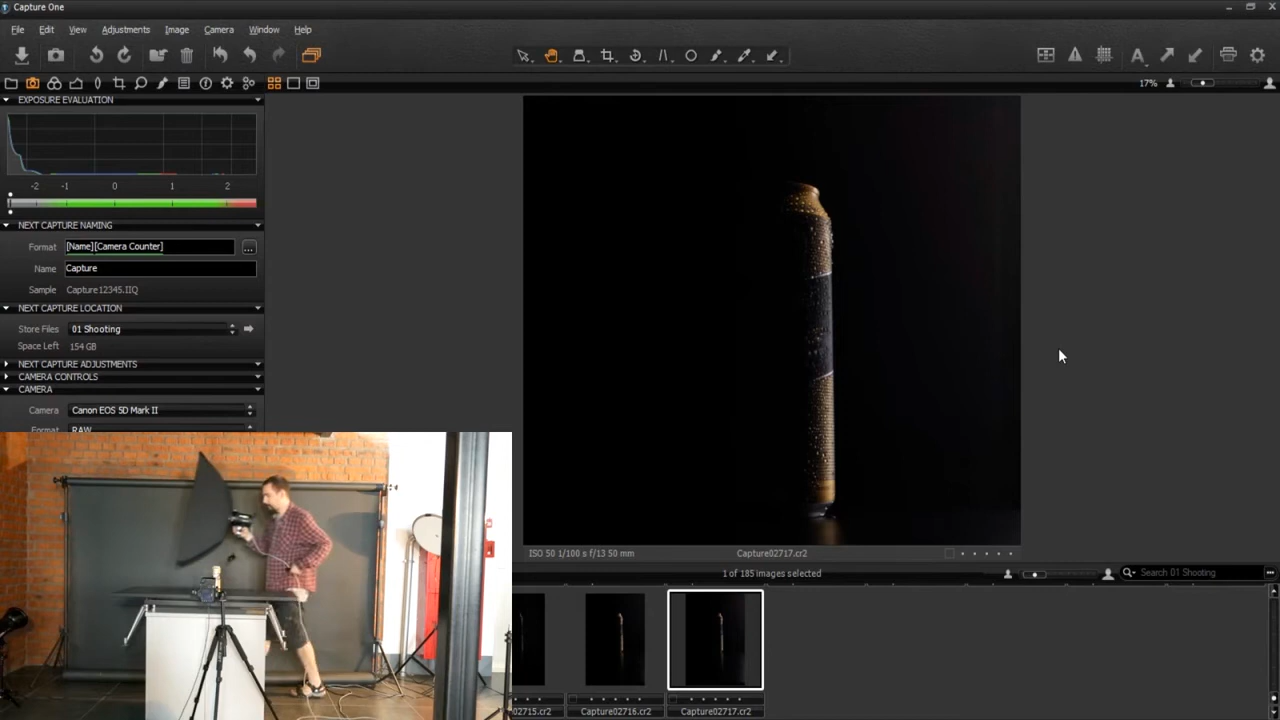 Capture One
File Edit View Adjustments Image Camera Window Help
17%
EXPOSURE EVALUATION
-2 -1 0 1 2
NEXT CAPTURE NAMING
Format [Name][Camera Counter] ...
Name Capture
Sample Capture12345.IIQ
NEXT CAPTURE LOCATION
Store Files 01 Shooting
Space Left 154 GB
NEXT CAPTURE ADJUSTMENTS
CAMERA CONTROLS
CAMERA
Camera Canon EOS 5D Mark II
Format RAW
ISO 50 1/100 s f/13 50 mm Capture02717.cr2
1 of 185 images selected Search 01 Shooting
02715.cr2 Capture02716.cr2 Capture02717.cr2